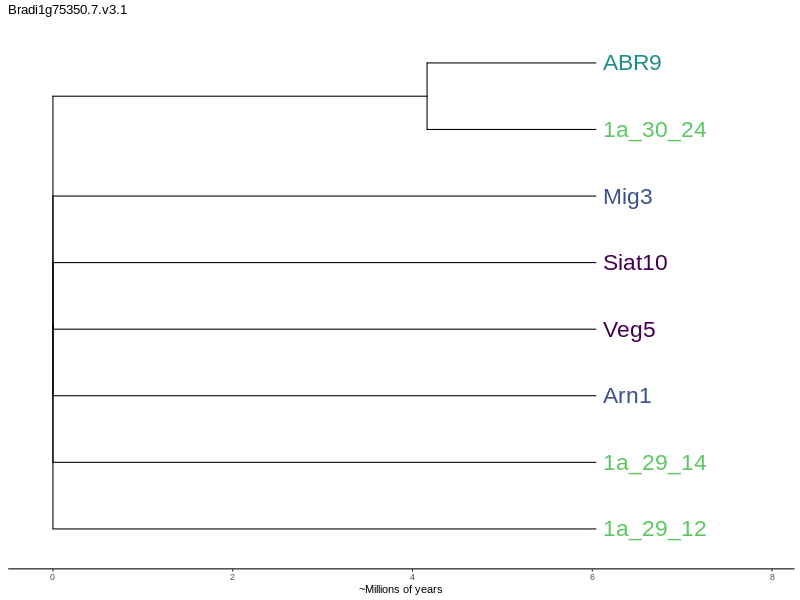 Bradi1g75350.7.v3.1
ABR9
1a_30_24
Mig3
Siat10
Veg5
Arn1
1a_29_14
1a_29_12
0 2 4 6 8
~Millions of years